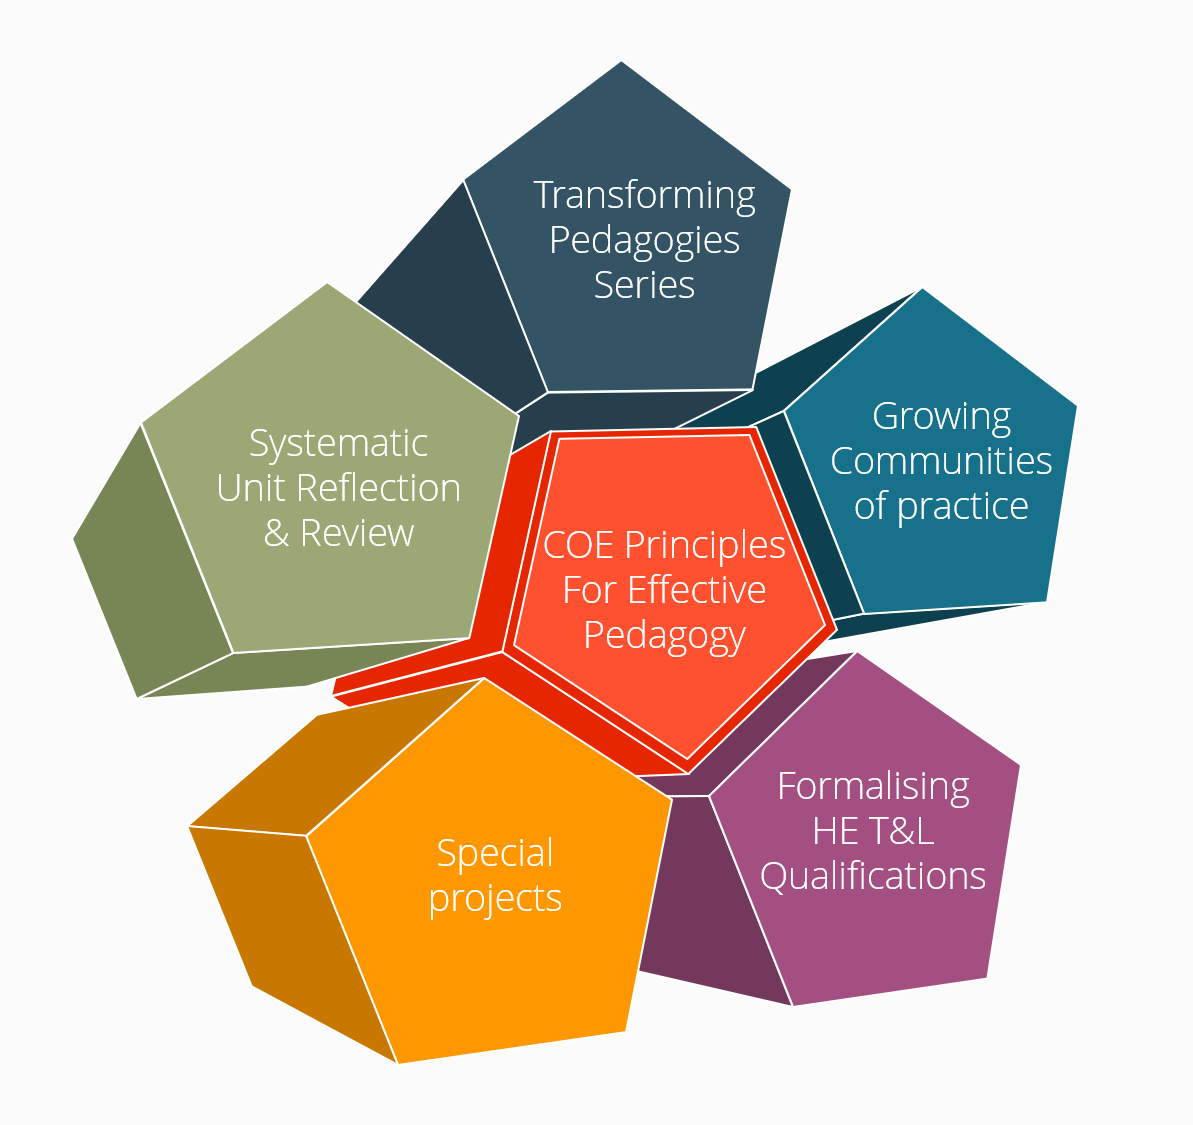 Transforming
Pedagogies
Series
Growing
Communities
of practice
Systematic
Unit Reflection
& Review
COE Principles
For Effective
Pedagogy
Formalising
HE T&L
Qualifications
Special
projects